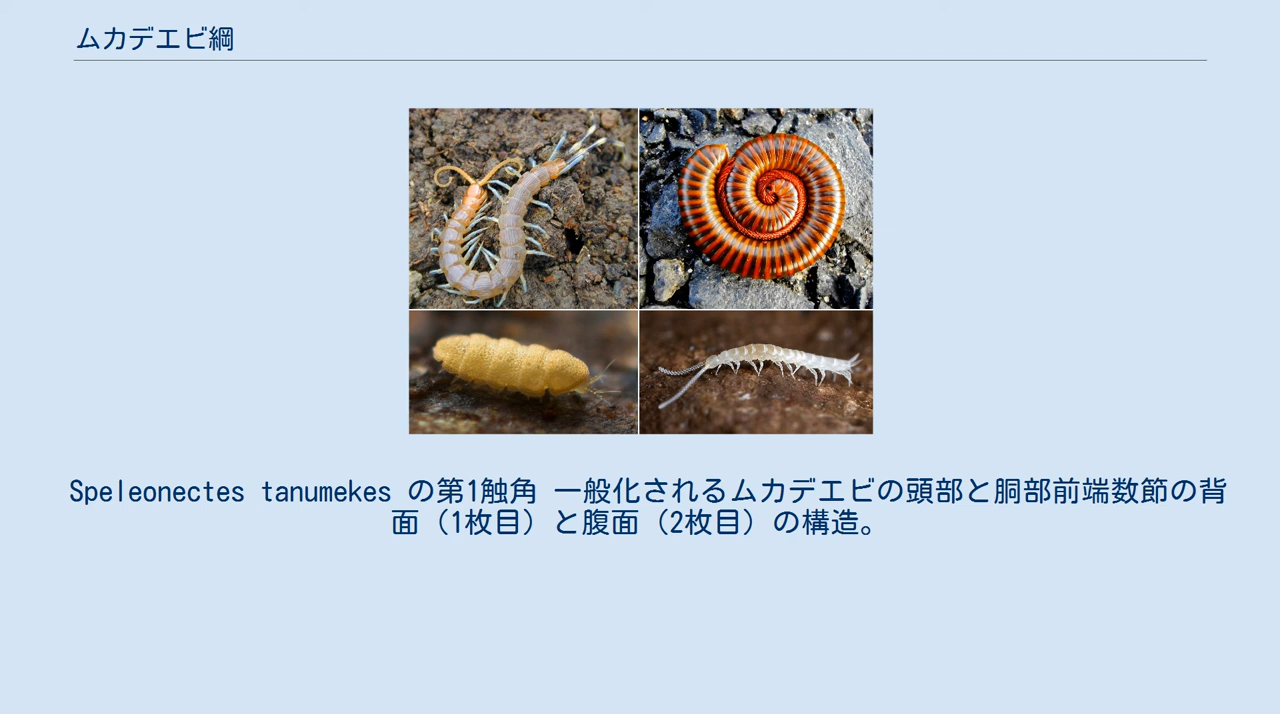 ムカデエビ綱
Speleonectes tanumekes の第1触角 一般化されるムカデエビの頭部と胴部前端数節の背
面（1枚目）と腹面（2枚目）の構造。